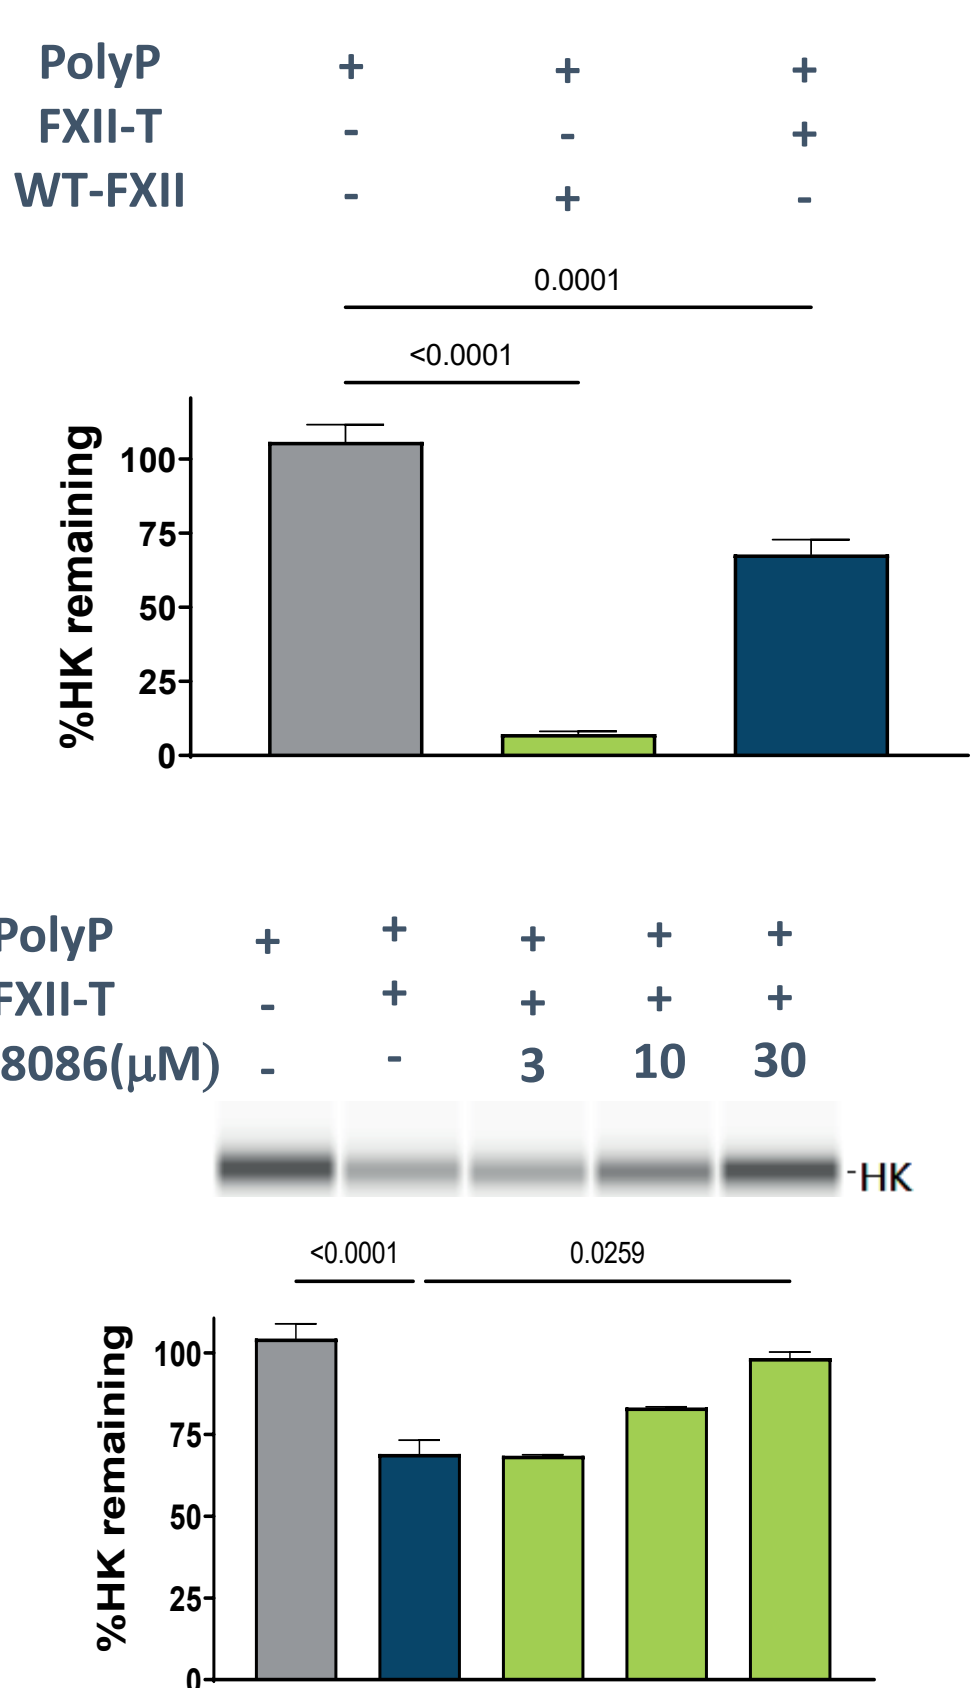 PolyP + + +
FXII-T - - +
WT-FXII - + -
0.0001
<0.0001
%HK remaining
100
75
50
25
0
PolyP + + + + +
FXII-T - + + + +
8086(μM) - - 3 10 30
-HK
<0.0001 0.0259
%HK remaining
100
75
50
25
0